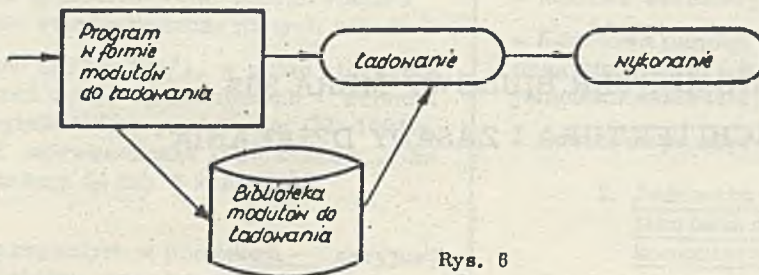 Program
w formie
modułów
do ładowania
ładowanie
wykonanie
Biblioteka
modułów do
ładowania
Rys. 6